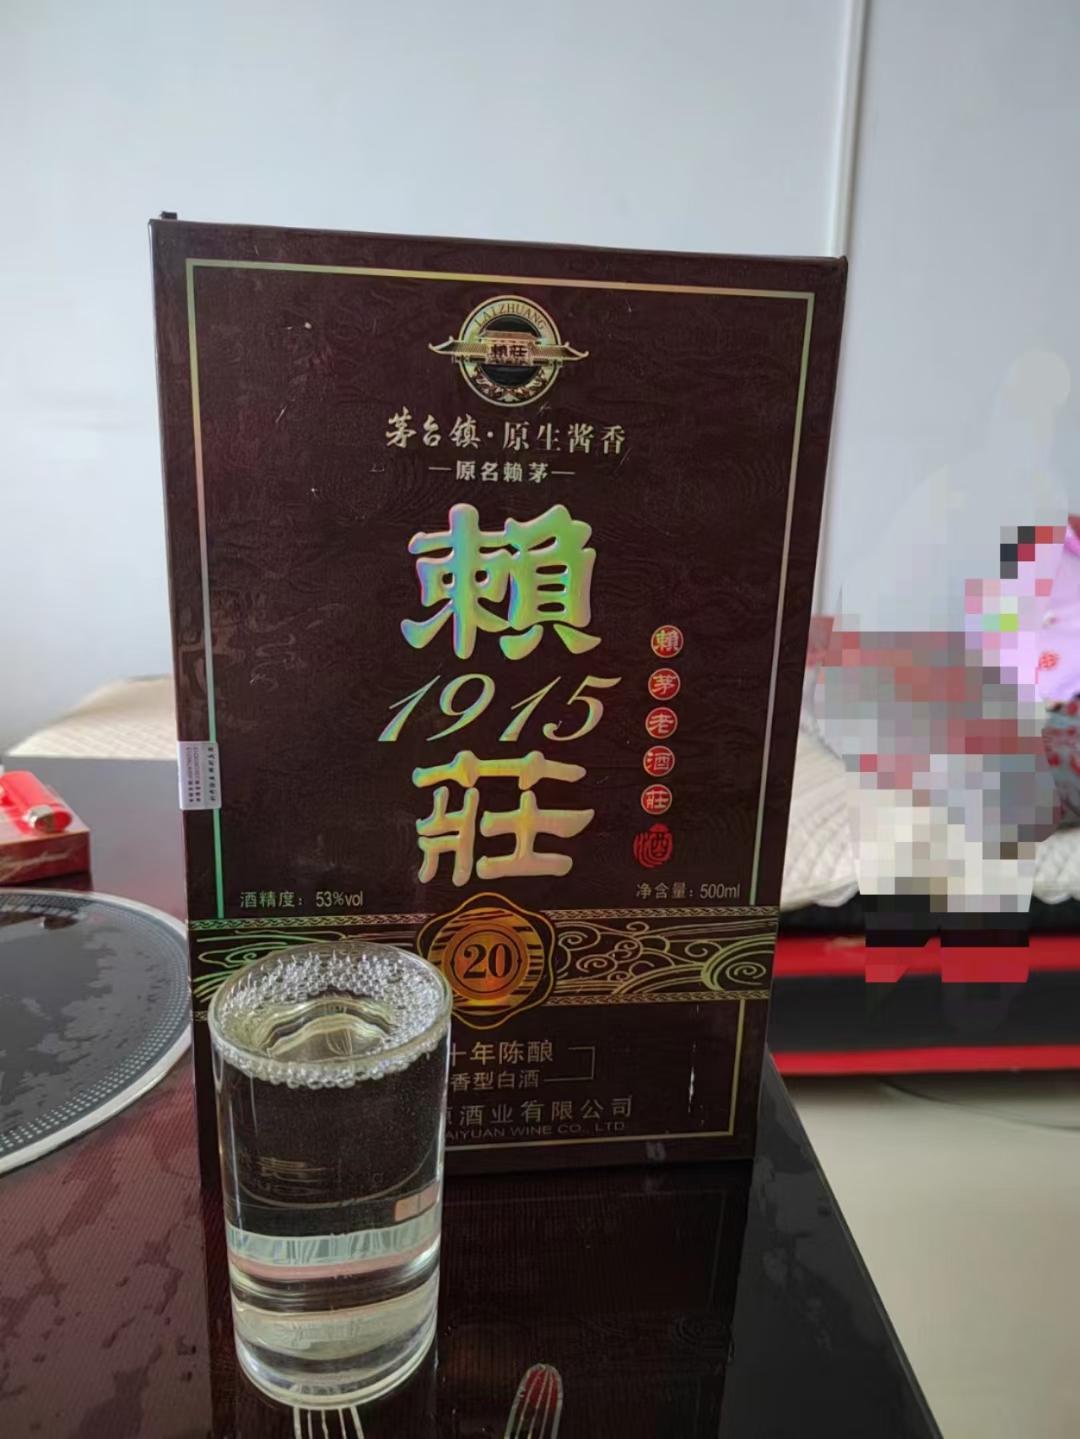 LAIZHUANG
賴莊
茅台镇·原生酱香
原名赖茅
賴
1915
莊
賴茅老酒莊
酒
酒精度：53%vol
净含量：500ml
20
十年陈酿
香型白酒
酒业有限公司
AIYUAN WINE CO., LTD